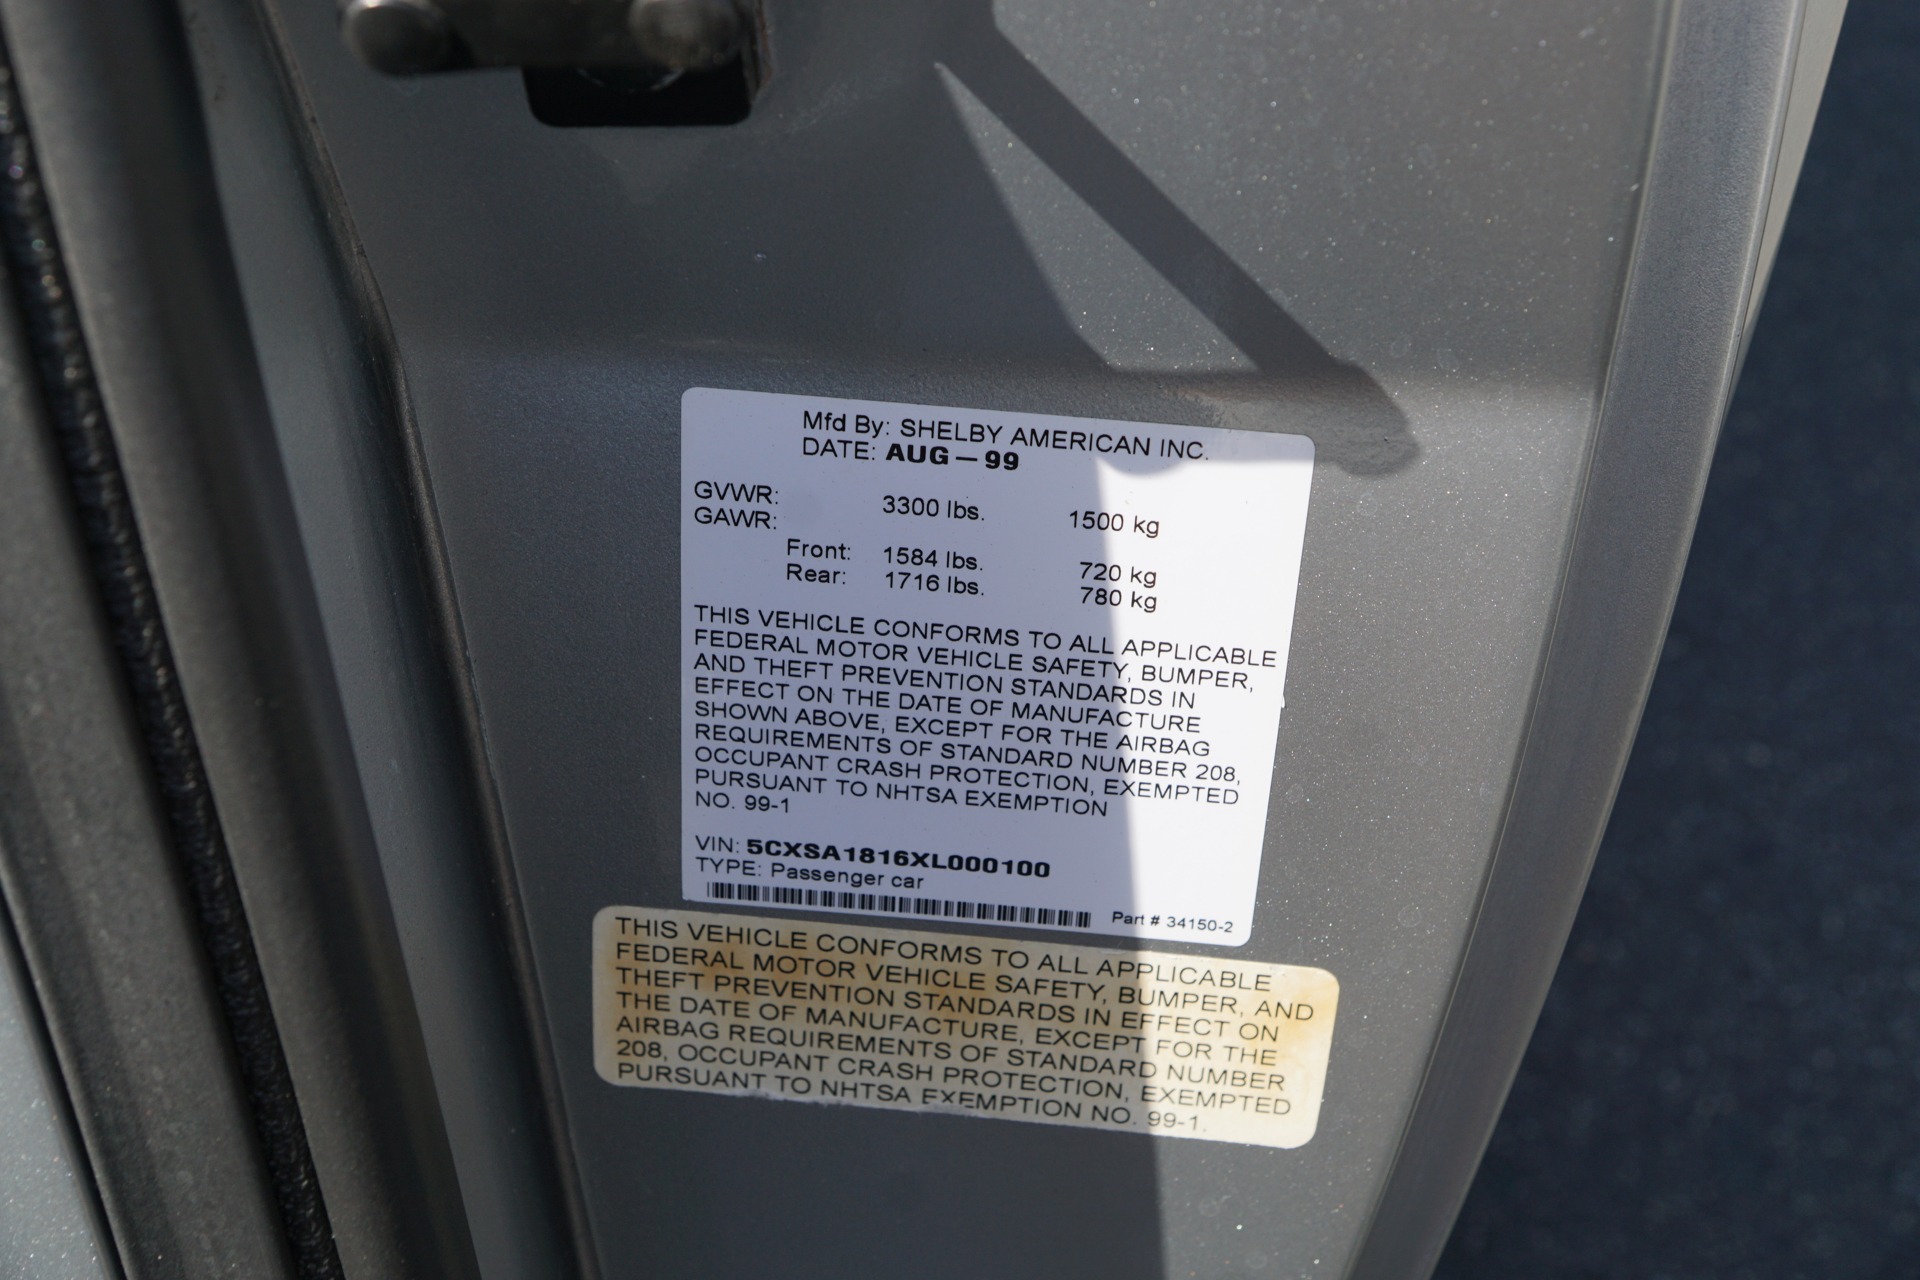 Mfd By: SHELBY AMERICAN INC.
DATE: AUG – 99
GVWR: 3300 lbs. 1500 kg
GAWR:
Front: 1584 lbs. 720 kg
Rear: 1716 lbs. 780 kg
THIS VEHICLE CONFORMS TO ALL APPLICABLE
FEDERAL MOTOR VEHICLE SAFETY, BUMPER,
AND THEFT PREVENTION STANDARDS IN
EFFECT ON THE DATE OF MANUFACTURE
SHOWN ABOVE, EXCEPT FOR THE AIRBAG
REQUIREMENTS OF STANDARD NUMBER 208,
OCCUPANT CRASH PROTECTION, EXEMPTED
PURSUANT TO NHTSA EXEMPTION
NO. 99-1
VIN: 5CXSA1816XL000100
TYPE: Passenger car
Part # 34150-2
THIS VEHICLE CONFORMS TO ALL APPLICABLE
FEDERAL MOTOR VEHICLE SAFETY, BUMPER, AND
THEFT PREVENTION STANDARDS IN EFFECT ON
THE DATE OF MANUFACTURE, EXCEPT FOR THE
AIRBAG REQUIREMENTS OF STANDARD NUMBER
208, OCCUPANT CRASH PROTECTION, EXEMPTED
PURSUANT TO NHTSA EXEMPTION NO. 99-1.